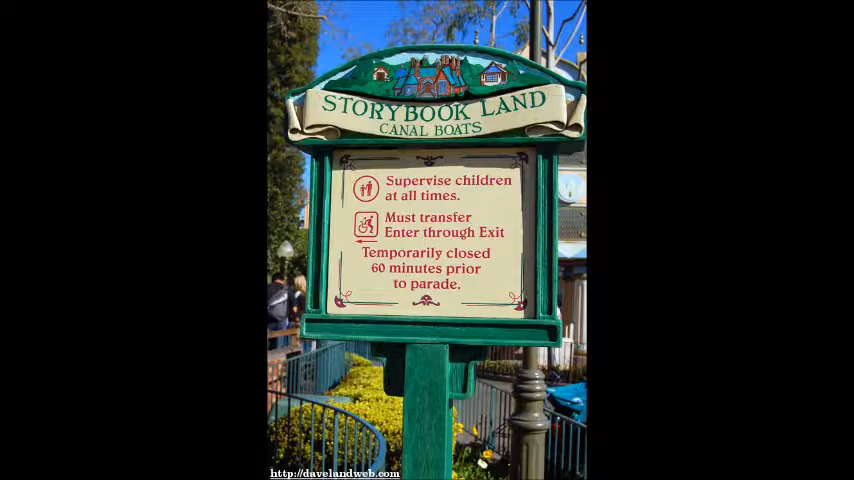 STORYBOOK LAND
CANAL BOATS
Supervise children
at all times.
Must transfer
Enter through Exit
Temporarily closed
60 minutes prior
to parade.
http://davelandweb.com